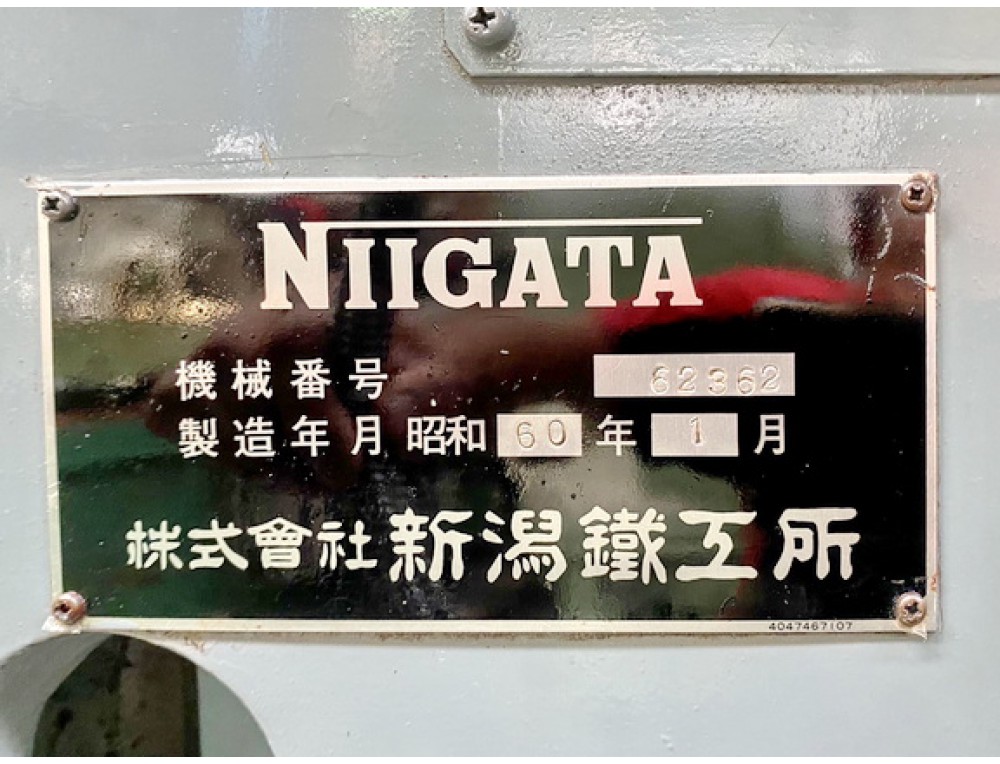 NIIGATA
機械番号 62362
製造年月 昭和 60 年 1 月
株式會社 新潟鐵工所
4047467107